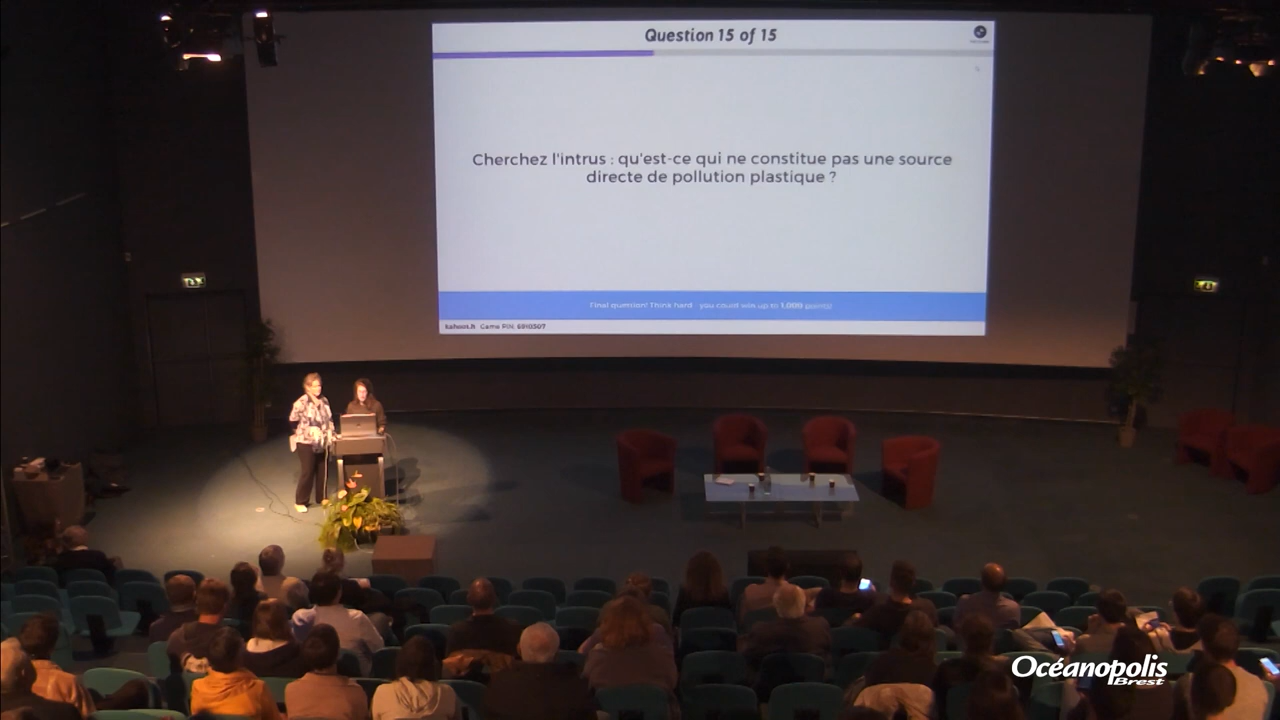 Question 15 of 15
Cherchez l'intrus : qu'est-ce qui ne constitue pas une source
directe de pollution plastique ?
Final question! Think hard - you could win up to 1,000 points!
kahoot.it Game PIN: 6910507
Océanopolis
Brest